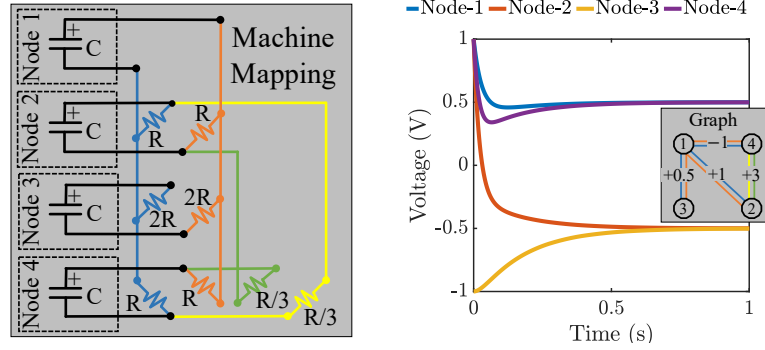 Node 1
+
C
Machine
Mapping
Node 2
+
C
R
R
Node 3
+
C
2R
2R
Node 4
+
C
R
R
R/3
R/3
Node-1 Node-2 Node-3 Node-4
Voltage (V)
1
0.5
0
-0.5
-1
0 0.5 1
Time (s)
Graph
1 −1 4
+0.5 +1 +3
3 2